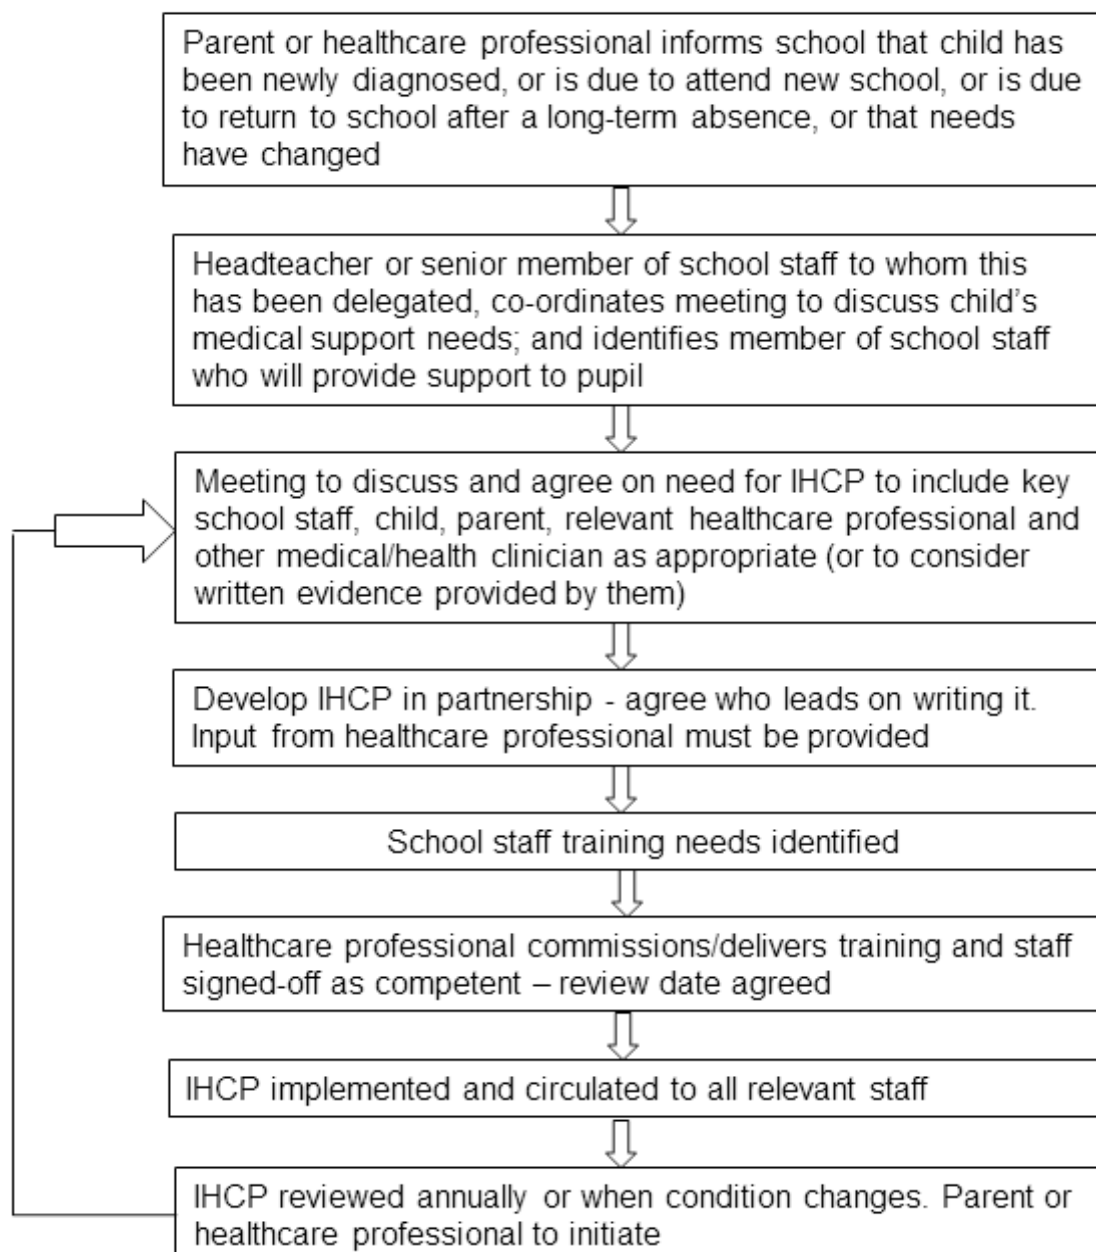 Parent or healthcare professional informs school that child has
been newly diagnosed, or is due to attend new school, or is due
to return to school after a long-term absence, or that needs
have changed
Headteacher or senior member of school staff to whom this
has been delegated, co-ordinates meeting to discuss child's
medical support needs; and identifies member of school staff
who will provide support to pupil
Meeting to discuss and agree on need for IHCP to include key
school staff, child, parent, relevant healthcare professional and
other medical/health clinician as appropriate (or to consider
written evidence provided by them)
Develop IHCP in partnership - agree who leads on writing it.
Input from healthcare professional must be provided
School staff training needs identified
Healthcare professional commissions/delivers training and staff
signed-off as competent – review date agreed
IHCP implemented and circulated to all relevant staff
IHCP reviewed annually or when condition changes. Parent or
healthcare professional to initiate